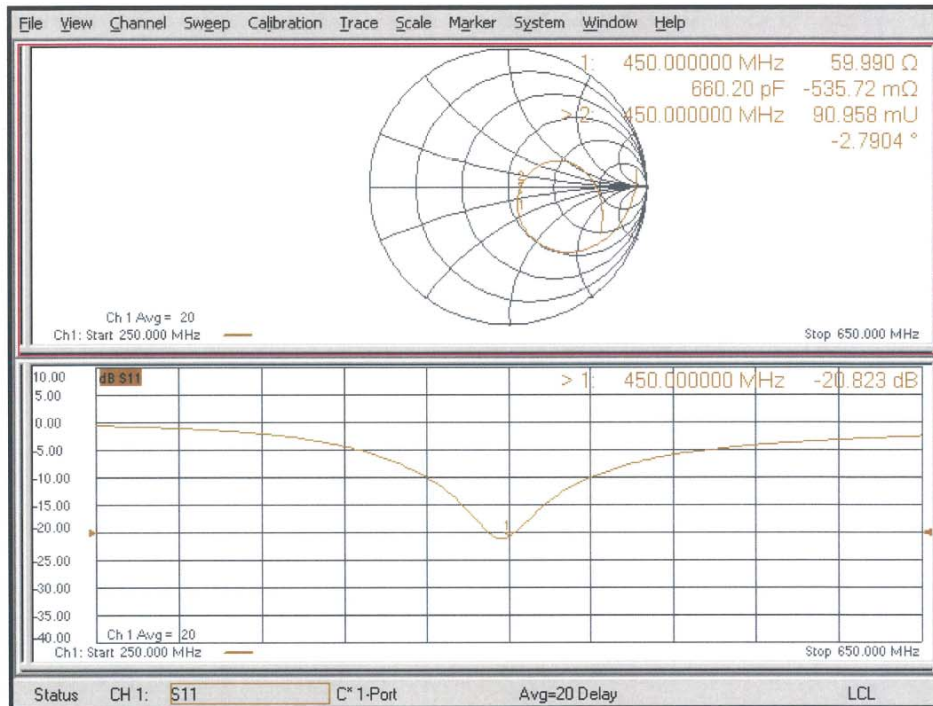 File View Channel Sweep Calibration Trace Scale Marker System Window Help
1: 450.000000 MHz 59.990 Ω
660.20 pF -535.72 mΩ
> 2: 450.000000 MHz 90.958 mU
-2.7904 °
2
Ch 1 Avg = 20
Ch1: Start 250.000 MHz
Stop 650.000 MHz
10.00 dB S11
> 1: 450.000000 MHz -20.823 dB
5.00
0.00
-5.00
-10.00
-15.00
-20.00
1
-25.00
-30.00
-35.00
-40.00
Ch 1 Avg = 20
Ch1: Start 250.000 MHz
Stop 650.000 MHz
Status CH 1: S11 C* 1-Port Avg=20 Delay LCL